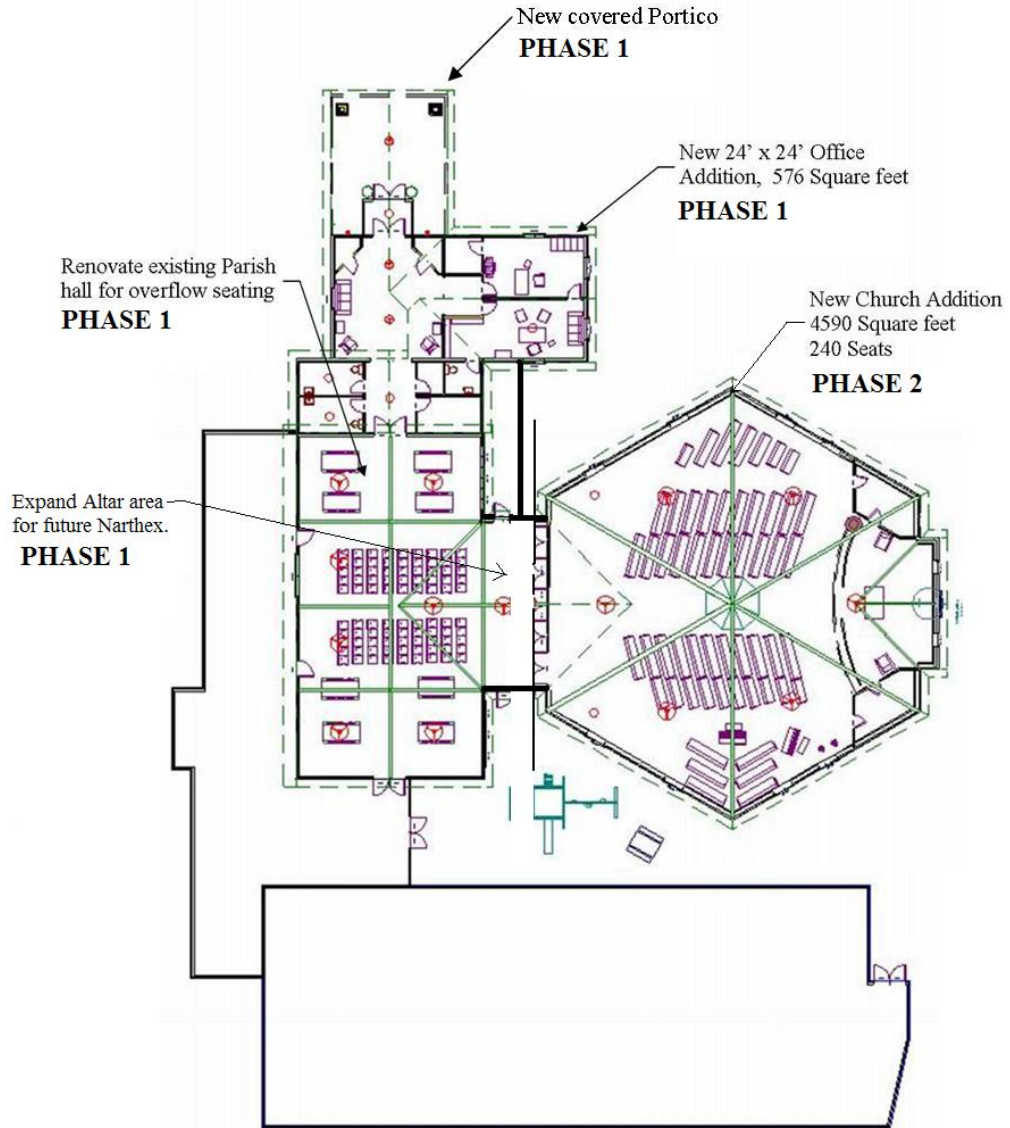 New covered Portico
PHASE 1
New 24' x 24' Office
Addition, 576 Square feet
PHASE 1
Renovate existing Parish
hall for overflow seating
PHASE 1
New Church Addition
4590 Square feet
240 Seats
PHASE 2
Expand Altar area
for future Narthex.
PHASE 1